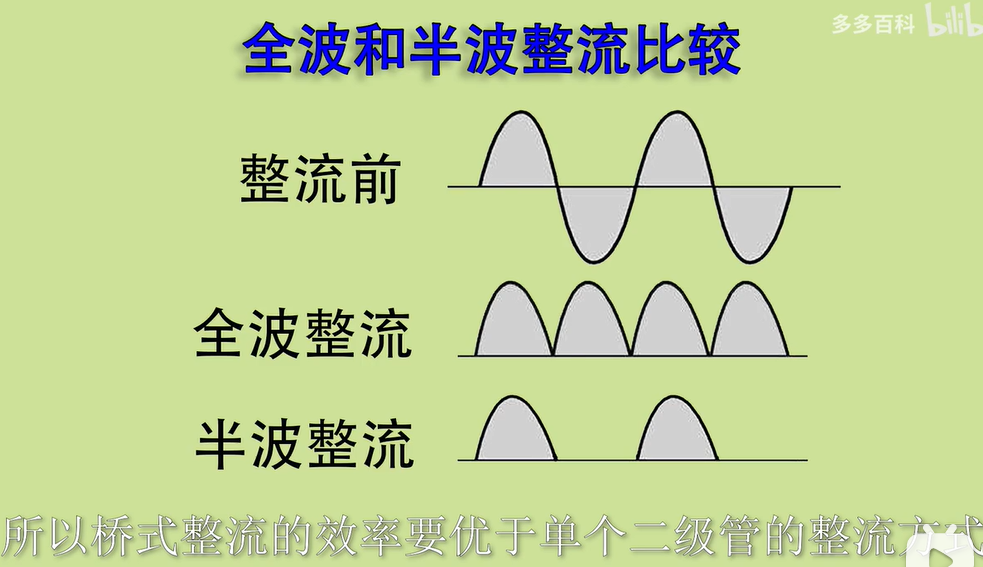 多多百科 bilib
全波和半波整流比较
整流前
全波整流
半波整流
所以桥式整流的效率要优于单个二级管的整流方式